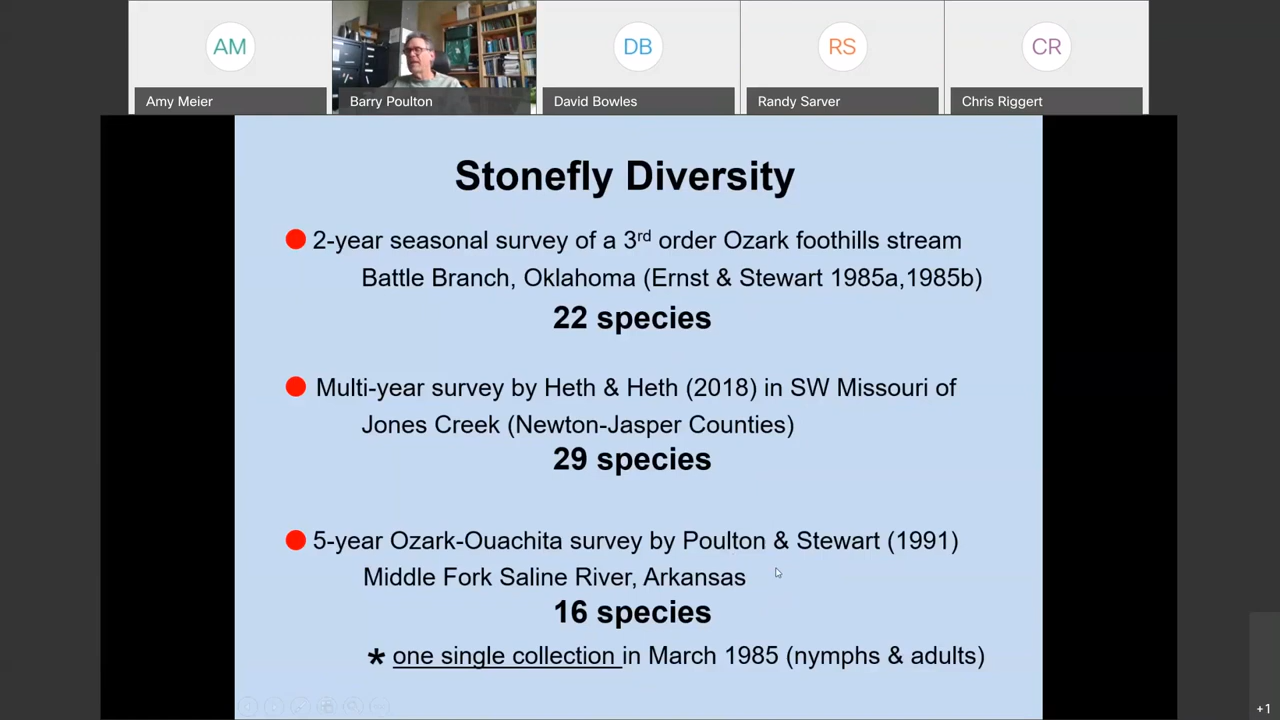 AM
DB
RS
CR
Amy Meier
Barry Poulton
David Bowles
Randy Sarver
Chris Riggert
Stonefly Diversity
2-year seasonal survey of a 3rd order Ozark foothills stream
Battle Branch, Oklahoma (Ernst & Stewart 1985a,1985b)
22 species
Multi-year survey by Heth & Heth (2018) in SW Missouri of
Jones Creek (Newton-Jasper Counties)
29 species
5-year Ozark-Ouachita survey by Poulton & Stewart (1991)
Middle Fork Saline River, Arkansas
16 species
* one single collection in March 1985 (nymphs & adults)
+1